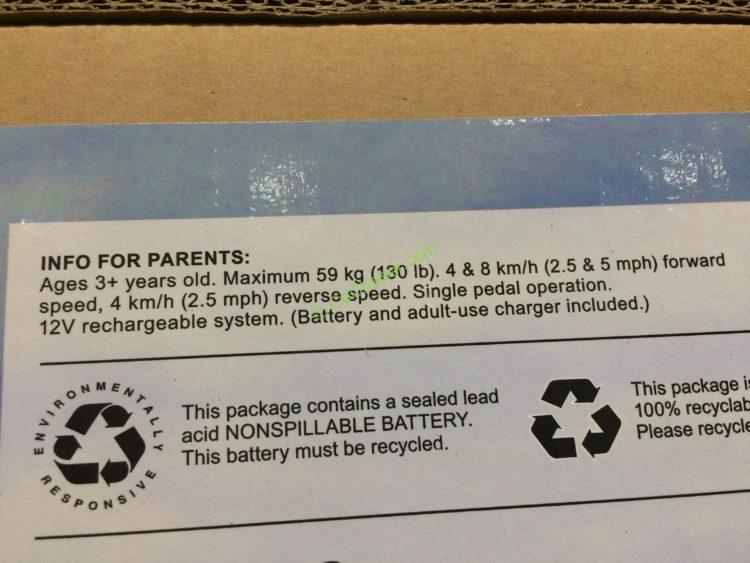 INFO FOR PARENTS:
Ages 3+ years old. Maximum 59 kg (130 lb). 4 & 8 km/h (2.5 & 5 mph) forward
speed, 4 km/h (2.5 mph) reverse speed. Single pedal operation.
12V rechargeable system. (Battery and adult-use charger included.)
ENVIRONMENTALLY
RESPONSIVE
This package contains a sealed lead
acid NONSPILLABLE BATTERY.
This battery must be recycled.
This package is
100% recyclab
Please recycle